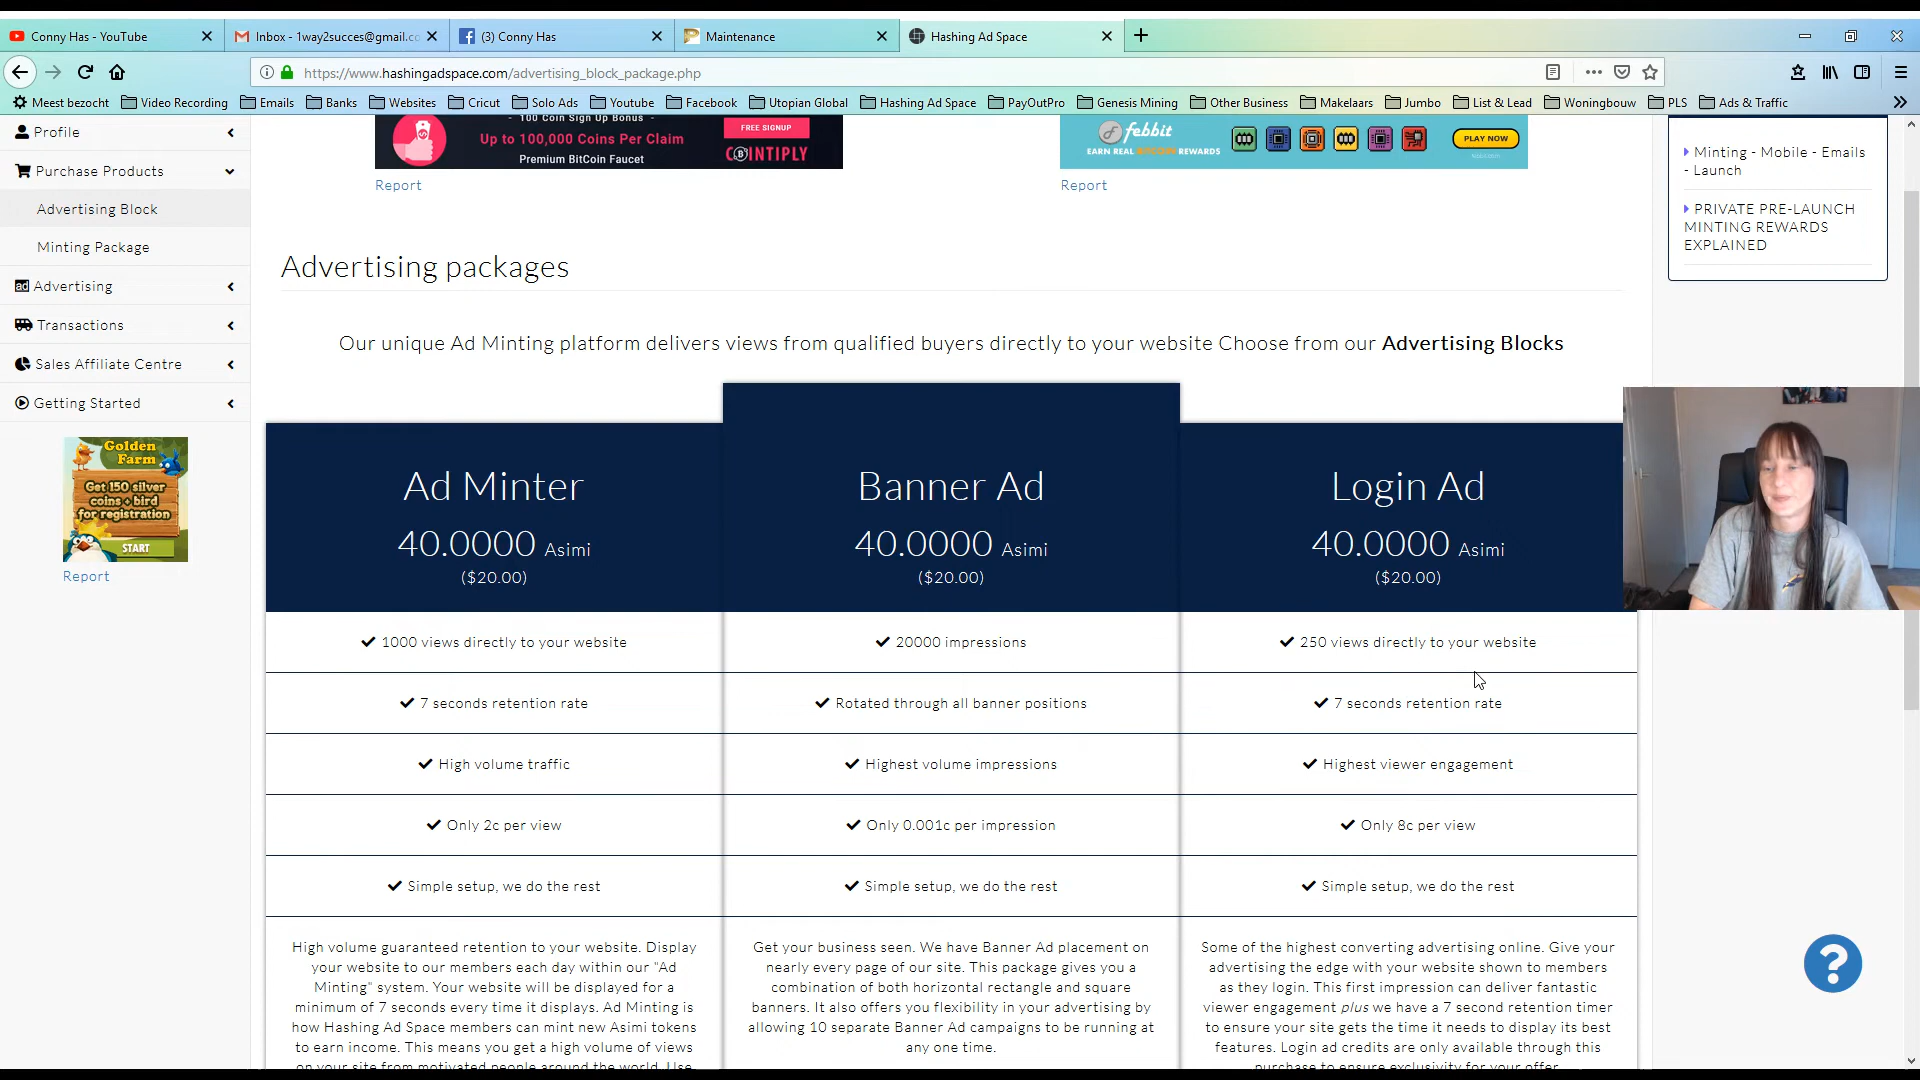 Conny Has - YouTube
Inbox - 1way2succes@gmail.cc
(3) Conny Has
Maintenance
Hashing Ad Space
https://www.hashingadspace.com/advertising_block_package.php
Meest bezocht
Video Recording
Emails
Banks
Websites
Cricut
Solo Ads
Youtube
Facebook
Utopian Global
Hashing Ad Space
PayOutPro
Genesis Mining
Other Business
Makelaars
Jumbo
List & Lead
Woningbouw
PLS
Ads & Traffic
Profile
Purchase Products
Advertising Block
Minting Package
Advertising
Transactions
Sales Affiliate Centre
Getting Started
Golden
Farm
Get 150 silver
coins + bird
for registration
START
Report
- 100 Coin Sign Up Bonus -
Up to 100,000 Coins Per Claim
Premium BitCoin Faucet
FREE SIGNUP
COINTIPLY
Report
febbit
EARN REAL BITCOIN REWARDS
PLAY NOW
Report
Minting - Mobile - Emails
- Launch
PRIVATE PRE-LAUNCH
MINTING REWARDS
EXPLAINED
Advertising packages
Our unique Ad Minting platform delivers views from qualified buyers directly to your website Choose from our Advertising Blocks
Ad Minter
40.0000 Asimi
($20.00)
1000 views directly to your website
7 seconds retention rate
High volume traffic
Only 2c per view
Simple setup, we do the rest
High volume guaranteed retention to your website. Display
your website to our members each day within our "Ad
Minting" system. Your website will be displayed for a
minimum of 7 seconds every time it displays. Ad Minting is
how Hashing Ad Space members can mint new Asimi tokens
to earn income. This means you get a high volume of views
on your site from motivated people around the world. Use
Banner Ad
40.0000 Asimi
($20.00)
20000 impressions
Rotated through all banner positions
Highest volume impressions
Only 0.001c per impression
Simple setup, we do the rest
Get your business seen. We have Banner Ad placement on
nearly every page of our site. This package gives you a
combination of both horizontal rectangle and square
banners. It also offers you flexibility in your advertising by
allowing 10 separate Banner Ad campaigns to be running at
any one time.
Login Ad
40.0000 Asimi
($20.00)
250 views directly to your website
7 seconds retention rate
Highest viewer engagement
Only 8c per view
Simple setup, we do the rest
Some of the highest converting advertising online. Give your
advertising the edge with your website shown to members
as they login. This first impression can deliver fantastic
viewer engagement plus we have a 7 second retention timer
to ensure your site gets the time it needs to display its best
features. Login ad credits are only available through this
purchase to ensure exclusivity for your offer